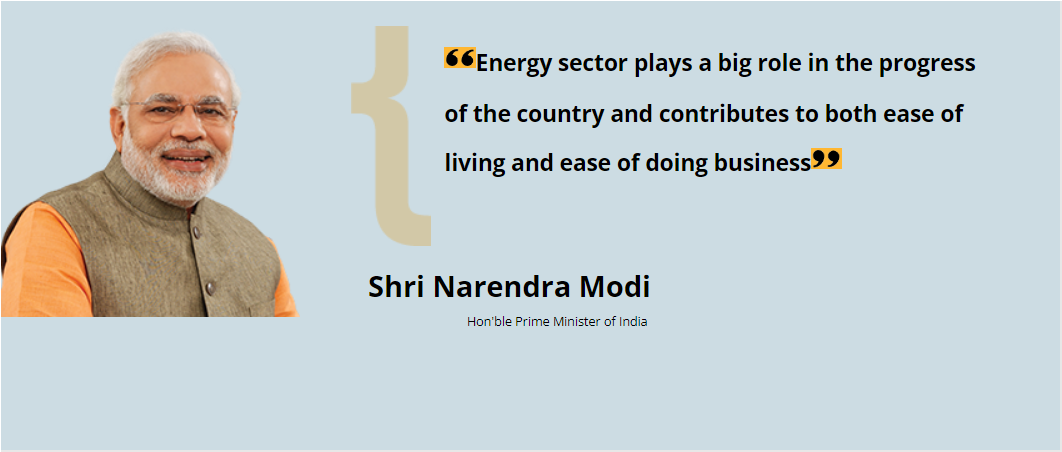 “Energy sector plays a big role in the progress
of the country and contributes to both ease of
living and ease of doing business”
Shri Narendra Modi
Hon'ble Prime Minister of India